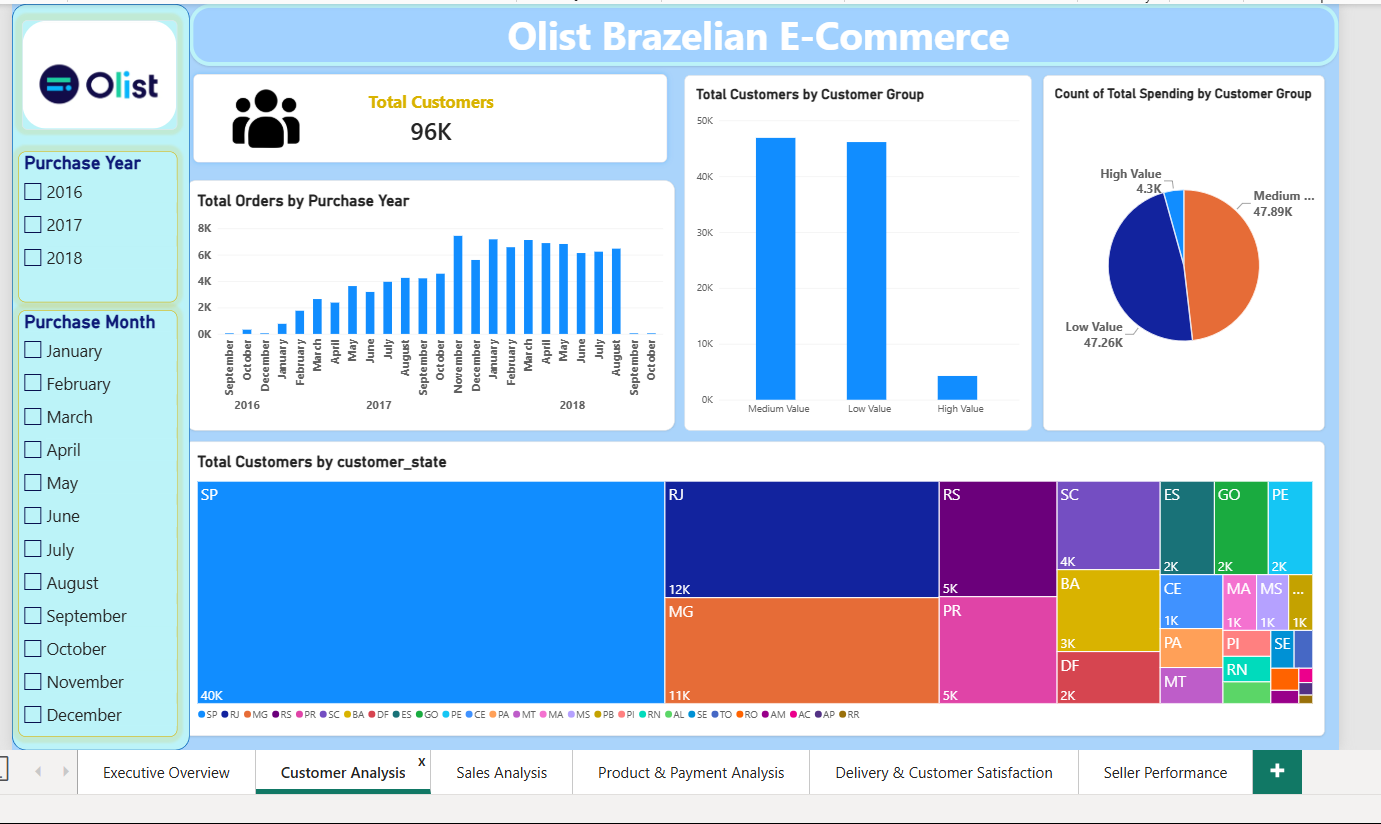 Olist Brazelian E-Commerce
Olist
Purchase Year
2016
2017
2018
Purchase Month
January
February
March
April
May
June
July
August
September
October
November
December
Total Customers
96K
Total Orders by Purchase Year
8K
6K
4K
2K
0K
September
October
December
January
February
March
April
May
June
July
August
September
October
November
December
January
February
March
April
May
June
July
August
September
October
2016
2017
2018
Total Customers by Customer Group
50K
40K
30K
20K
10K
0K
Medium Value
Low Value
High Value
Count of Total Spending by Customer Group
High Value
4.3K
Medium ...
47.89K
Low Value
47.26K
Total Customers by customer_state
SP
40K
RJ
12K
MG
11K
RS
5K
PR
5K
SC
4K
BA
3K
DF
2K
ES
2K
GO
2K
PE
2K
CE
1K
MA
1K
MS
1K
...
1K
PA
MT
PI
RN
SE
SP RJ MG RS PR SC BA DF ES GO PE CE PA MT MA MS PB PI RN AL SE TO RO AM AC AP RR
Executive Overview
Customer Analysis
x
Sales Analysis
Product & Payment Analysis
Delivery & Customer Satisfaction
Seller Performance
+